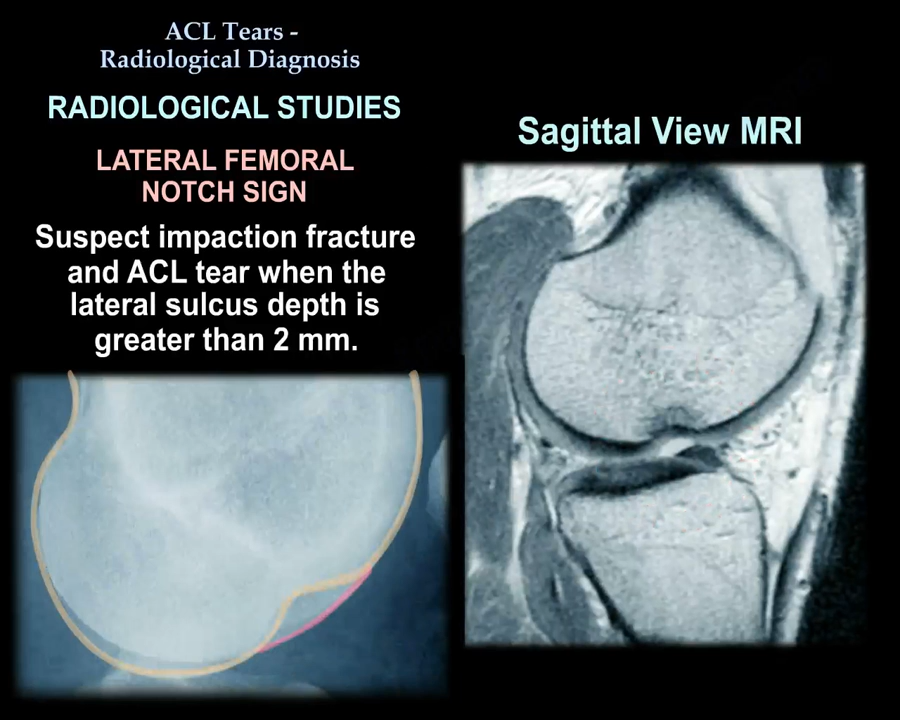 ACL Tears -
Radiological Diagnosis
RADIOLOGICAL STUDIES
LATERAL FEMORAL
NOTCH SIGN
Suspect impaction fracture
and ACL tear when the
lateral sulcus depth is
greater than 2 mm.
Sagittal View MRI